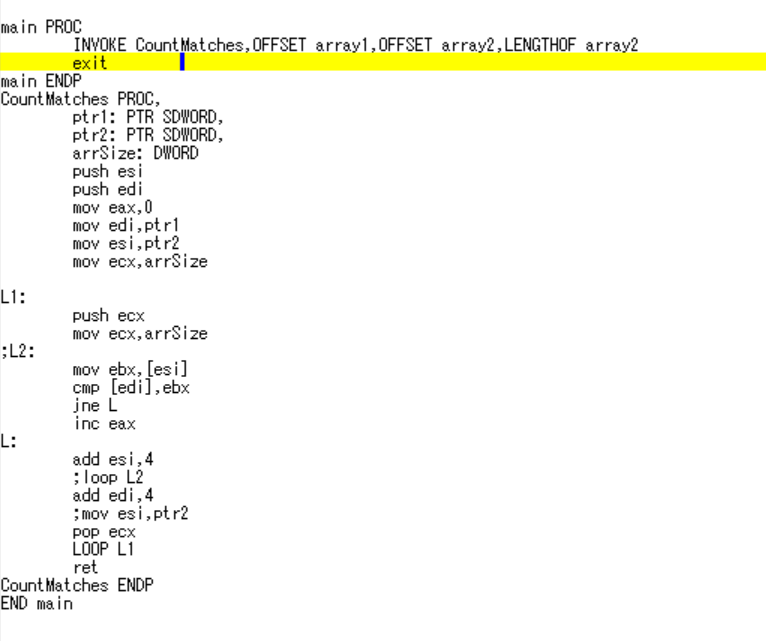 main PROC
INVOKE CountMatches,OFFSET array1,OFFSET array2,LENGTHOF array2
exit
main ENDP
CountMatches PROC,
ptr1: PTR SDWORD,
ptr2: PTR SDWORD,
arrSize: DWORD
push esi
push edi
mov eax,0
mov edi,ptr1
mov esi,ptr2
mov ecx,arrSize
L1:
push ecx
mov ecx,arrSize
;L2:
mov ebx,[esi]
cmp [edi],ebx
jne L
inc eax
L:
add esi,4
;loop L2
add edi,4
;mov esi,ptr2
pop ecx
LOOP L1
ret
CountMatches ENDP
END main